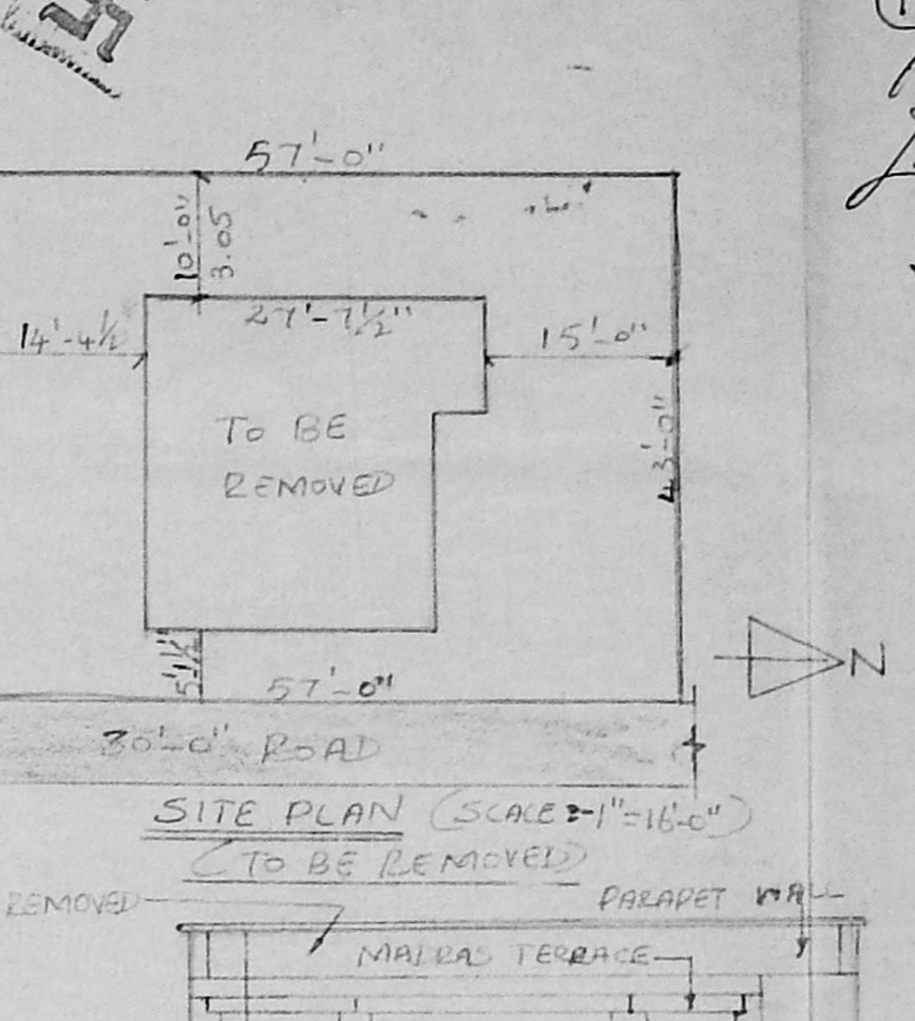 57'-0"
10'-0"
3.05
27'-7½"
14'-4½
15'-0"
TO BE
REMOVED
43'-0"
5'1½"
57'-0"
N
30'-0" ROAD
SITE PLAN (SCALE:-1"=16'-0")
(TO BE REMOVED)
REMOVED
PARAPET WALL
MADRAS TERRACE